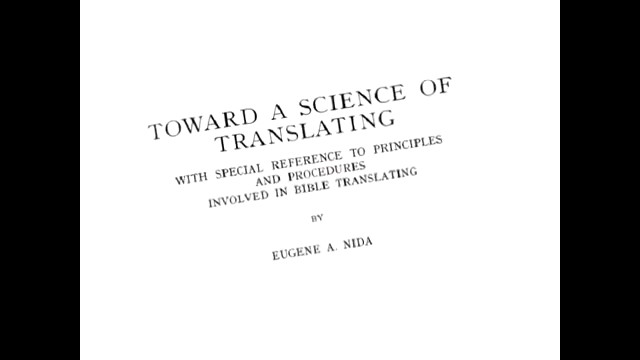 TOWARD A SCIENCE OF
TRANSLATING
WITH SPECIAL REFERENCE TO PRINCIPLES
AND PROCEDURES
INVOLVED IN BIBLE TRANSLATING
BY
EUGENE A. NIDA